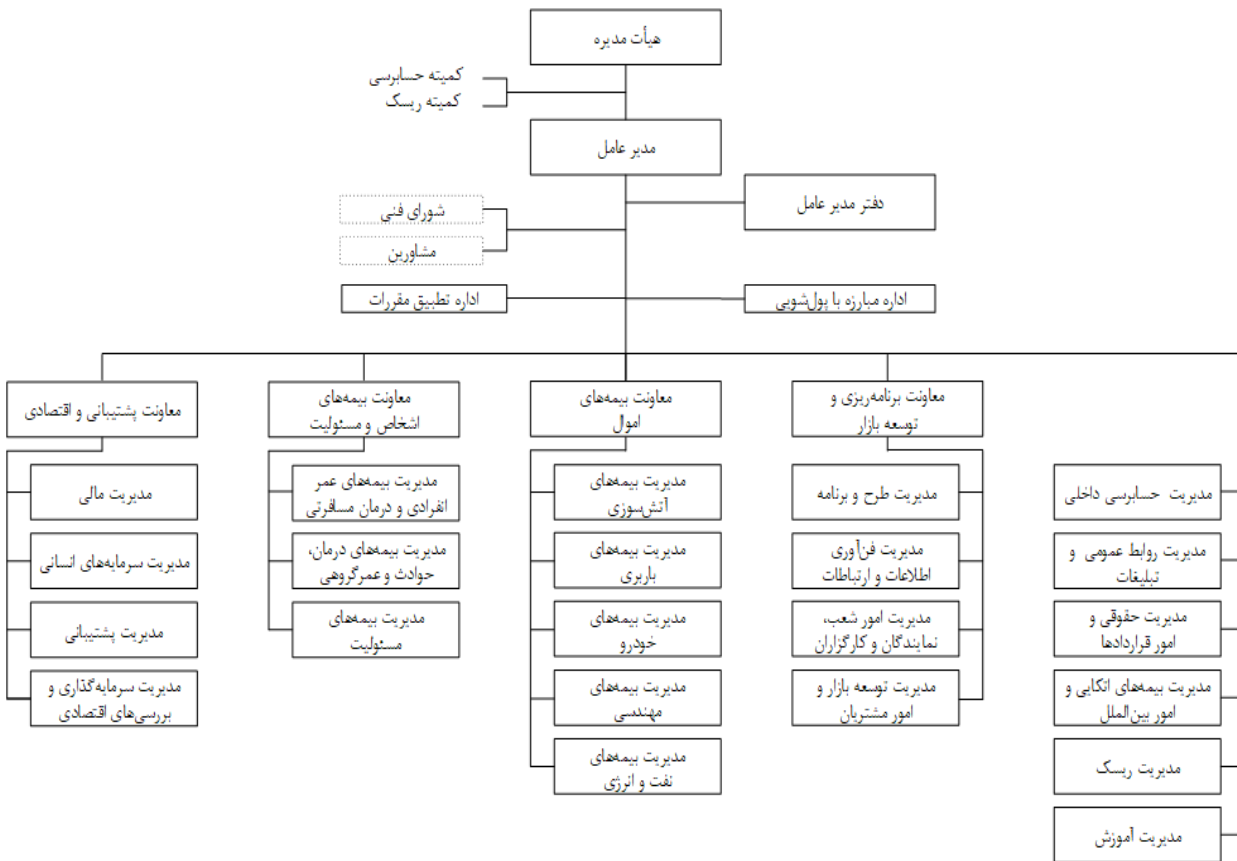 هیأت مدیره
کمیته حسابرسی
کمیته ریسک
مدیر عامل
دفتر مدیر عامل
شورای فنی
مشاورین
اداره مبارزه با پول‌شویی
اداره تطبیق مقررات
معاونت برنامه‌ریزی و
توسعه بازار
معاونت بیمه‌های
اموال
معاونت بیمه‌های
اشخاص و مسئولیت
معاونت پشتیبانی و اقتصادی
مدیریت حسابرسی داخلی
مدیریت روابط عمومی و
تبلیغات
مدیریت حقوقی و
امور قراردادها
مدیریت بیمه‌های اتکایی و
امور بین‌الملل
مدیریت ریسک
مدیریت آموزش
مدیریت طرح و برنامه
مدیریت فن‌آوری
اطلاعات و ارتباطات
مدیریت امور شعب،
نمایندگان و کارگزاران
مدیریت توسعه بازار و
امور مشتریان
مدیریت بیمه‌های
آتش‌سوزی
مدیریت بیمه‌های
باربری
مدیریت بیمه‌های
خودرو
مدیریت بیمه‌های
مهندسی
مدیریت بیمه‌های
نفت و انرژی
مدیریت بیمه‌های عمر
انفرادی و درمان مسافرتی
مدیریت بیمه‌های درمان،
حوادث و عمرگروهی
مدیریت بیمه‌های
مسئولیت
مدیریت مالی
مدیریت سرمایه‌های انسانی
مدیریت پشتیبانی
مدیریت سرمایه‌گذاری و
بررسی‌های اقتصادی